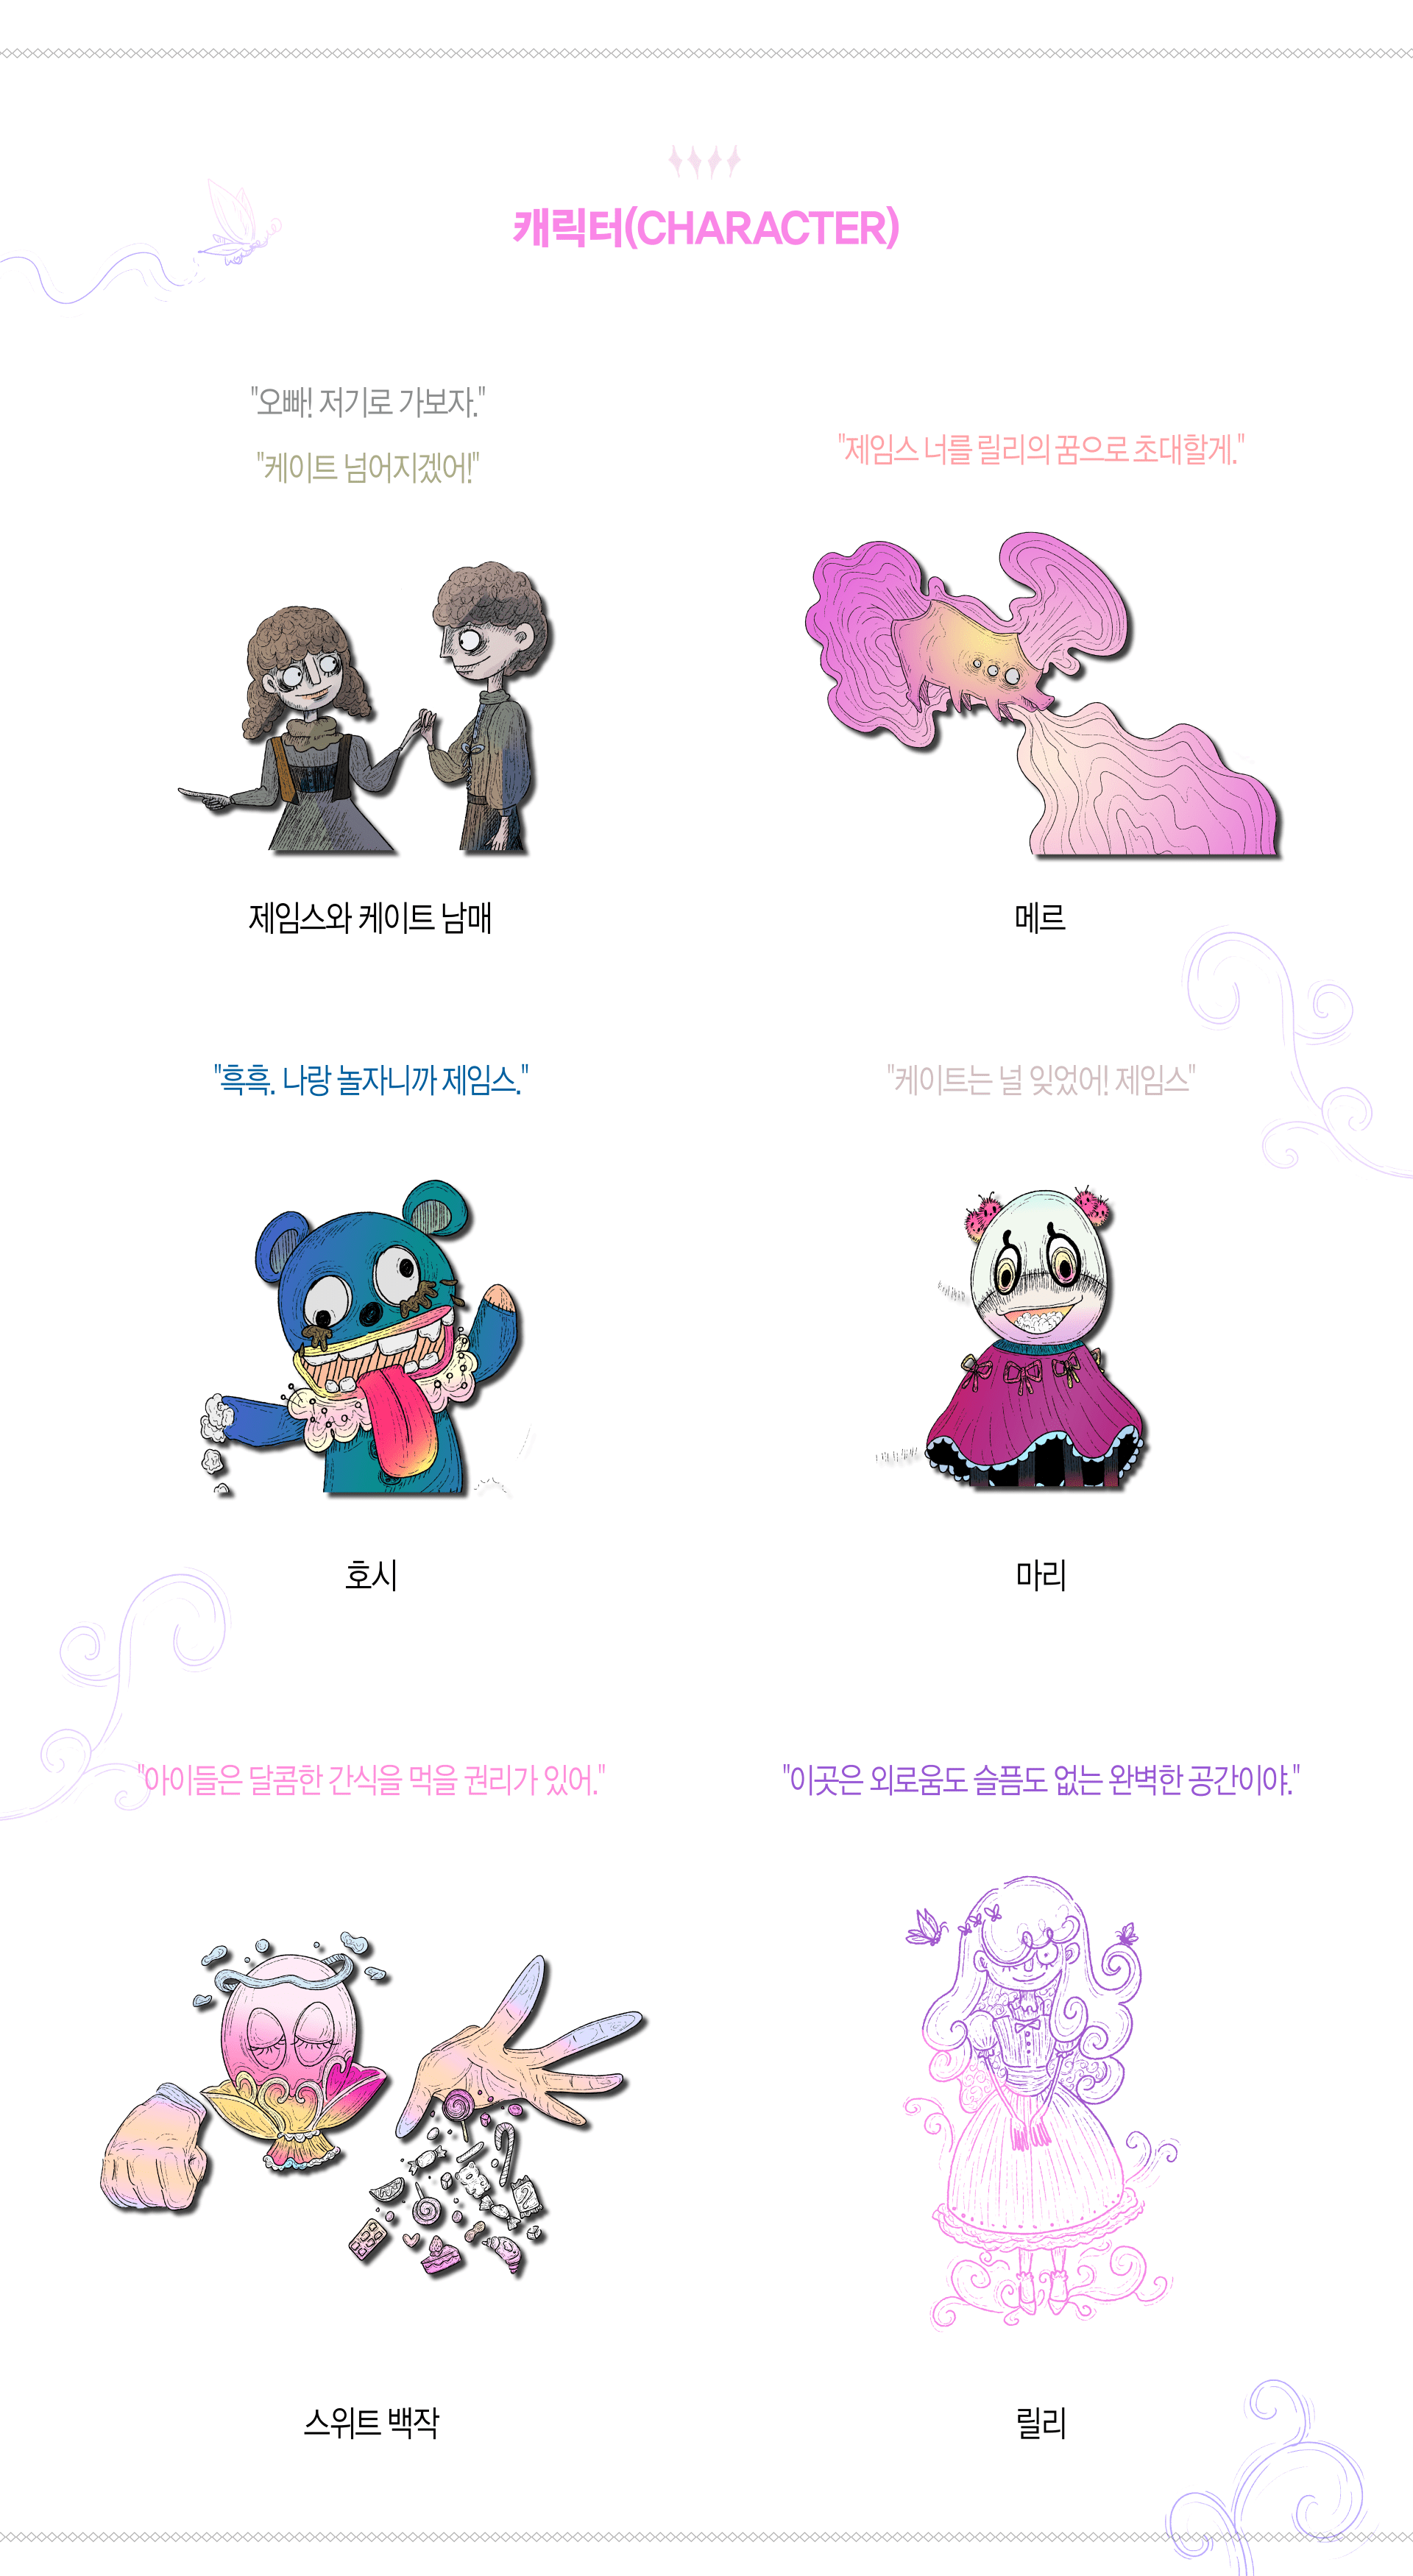 캐릭터(CHARACTER)
"오빠! 저기로 가보자."
"케이트 넘어지겠어!"
"제임스 너를 릴리의 꿈으로 초대할게."
제임스와 케이트 남매
메르
"흑흑. 나랑 놀자니까 제임스."
"케이트는 널 잊었어! 제임스"
호시
마리
"아이들은 달콤한 간식을 먹을 권리가 있어."
"이곳은 외로움도 슬픔도 없는 완벽한 공간이야."
스위트 백작
릴리